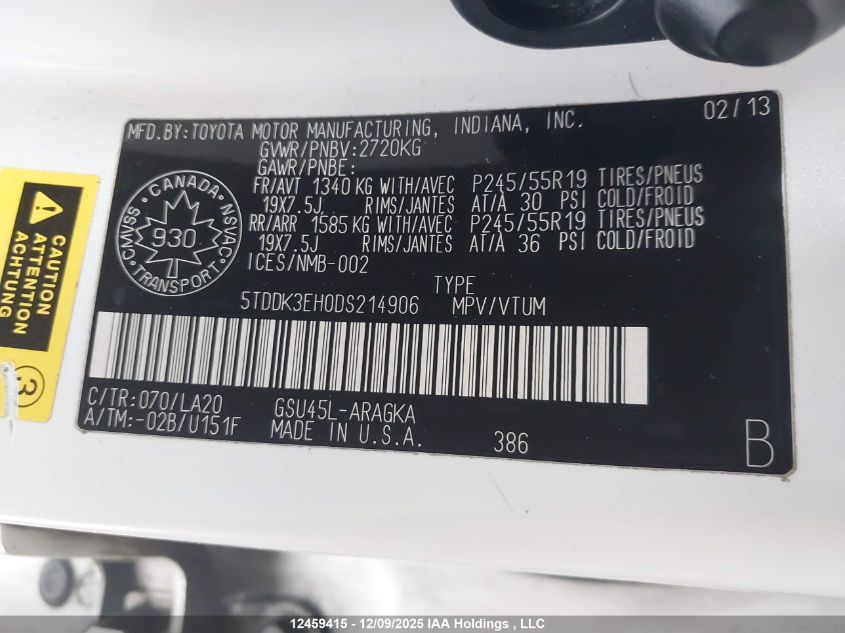 MFD.BY:TOYOTA MOTOR MANUFACTURING, INDIANA, INC. 02/13
GVWR/PNBV:2720KG
GAWR/PNBE:
FR/AVT 1340 KG WITH/AVEC P245/55R19 TIRES/PNEUS
19X7.5J RIMS/JANTES AT/A 30 PSI COLD/FROID
RR/ARR 1585 KG WITH/AVEC P245/55R19 TIRES/PNEUS
19X7.5J RIMS/JANTES AT/A 36 PSI COLD/FROID
ICES/NMB-002
TYPE
5TDDK3EH0DS214906 MPV/VTUM
C/TR:070/LA20 GSU45L-ARAGKA
A/TM:-02B/U151F MADE IN U.S.A. 386 B
CANADA
CMVSS 930 NSVAC
TRANSPORT
CAUTION
ATTENTION
ACHTUNG
3
12459415 - 12/09/2025 IAA Holdings , LLC